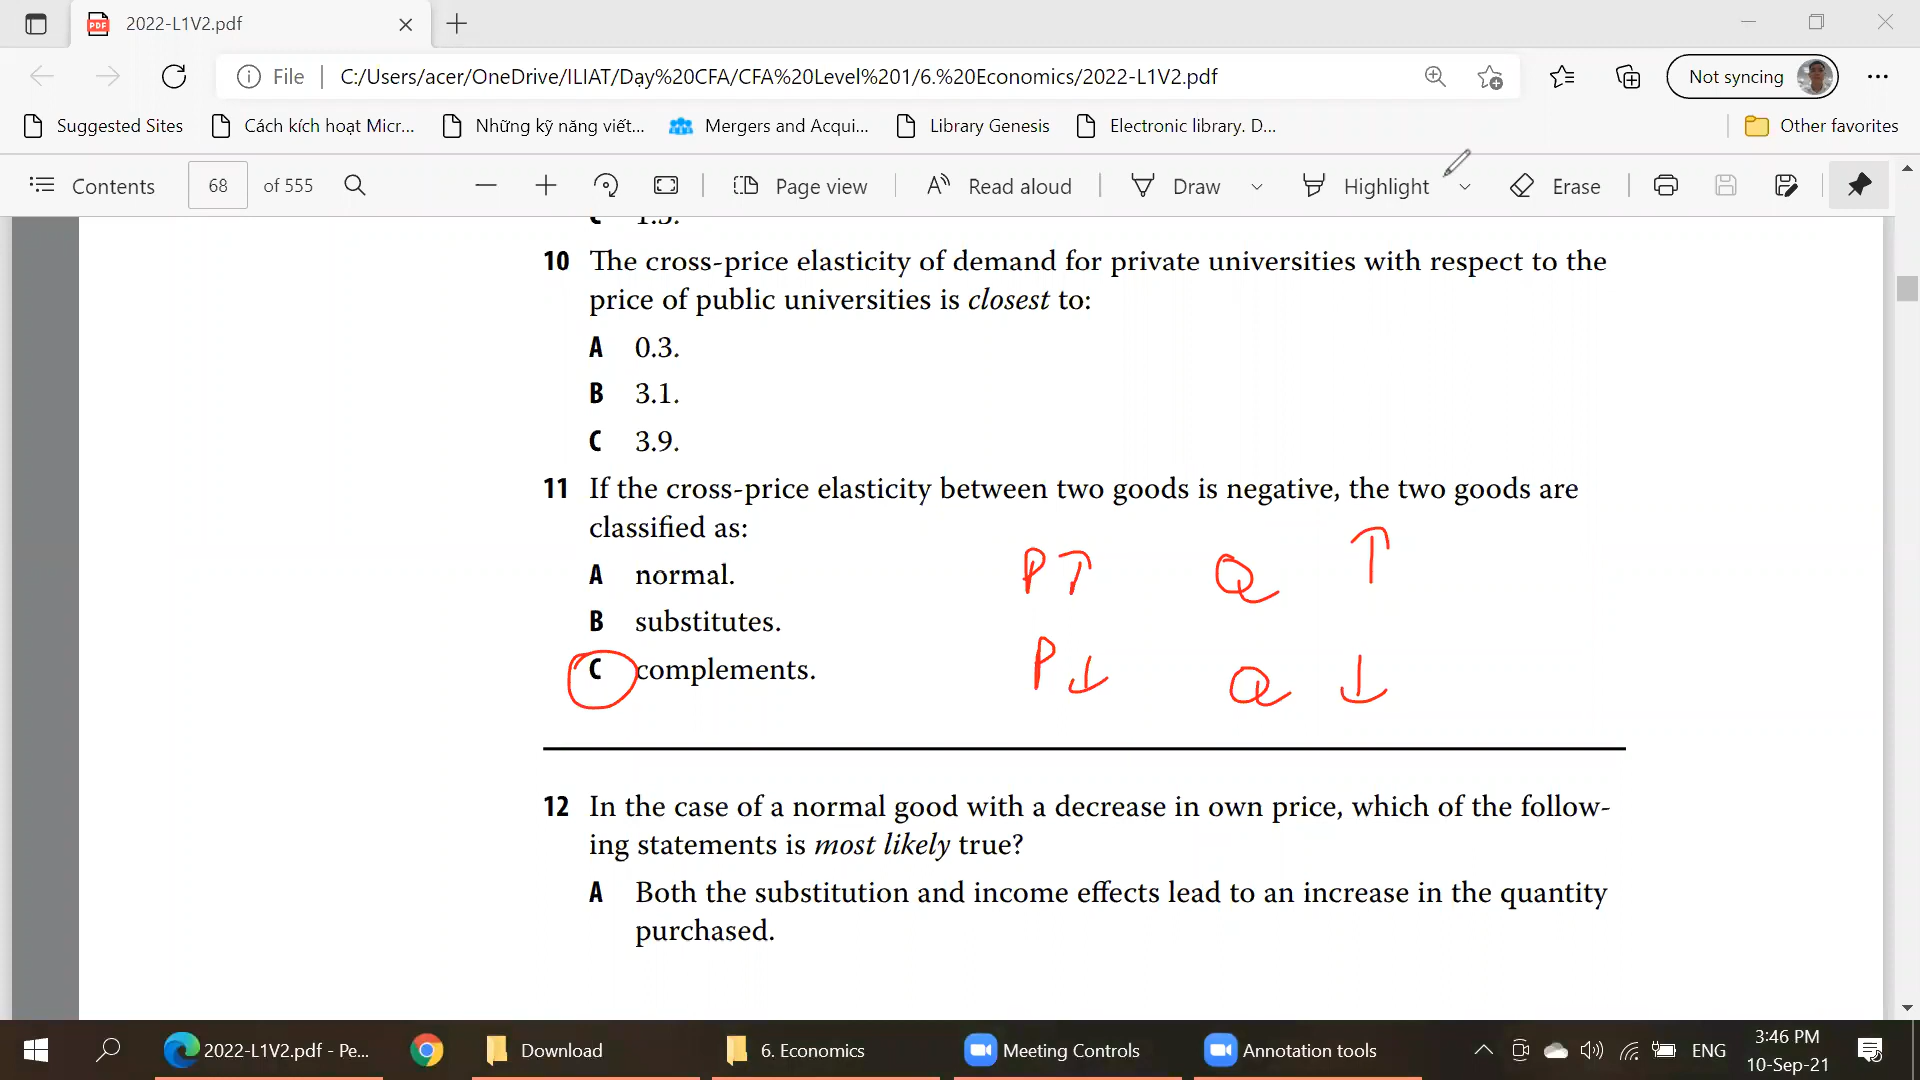 2022-L1V2.pdf
File
C:/Users/acer/OneDrive/ILIAT/Dạy%20CFA/CFA%20Level%201/6.%20Economics/2022-L1V2.pdf
Not syncing
Suggested Sites
Cách kích hoạt Micr...
Những kỹ năng viết...
Mergers and Acqui...
Library Genesis
Electronic library. D...
Other favorites
Contents
68 of 555
Page view
Read aloud
Draw
Highlight
Erase
C 1.3.
10 The cross-price elasticity of demand for private universities with respect to the
price of public universities is closest to:
A 0.3.
B 3.1.
C 3.9.
11 If the cross-price elasticity between two goods is negative, the two goods are
classified as:
A normal.
P↑ Q ↑
B substitutes.
C complements.
P↓ Q ↓
12 In the case of a normal good with a decrease in own price, which of the follow-
ing statements is most likely true?
A Both the substitution and income effects lead to an increase in the quantity
purchased.
2022-L1V2.pdf - Pe...
Download
6. Economics
Meeting Controls
Annotation tools
ENG
3:46 PM
10-Sep-21